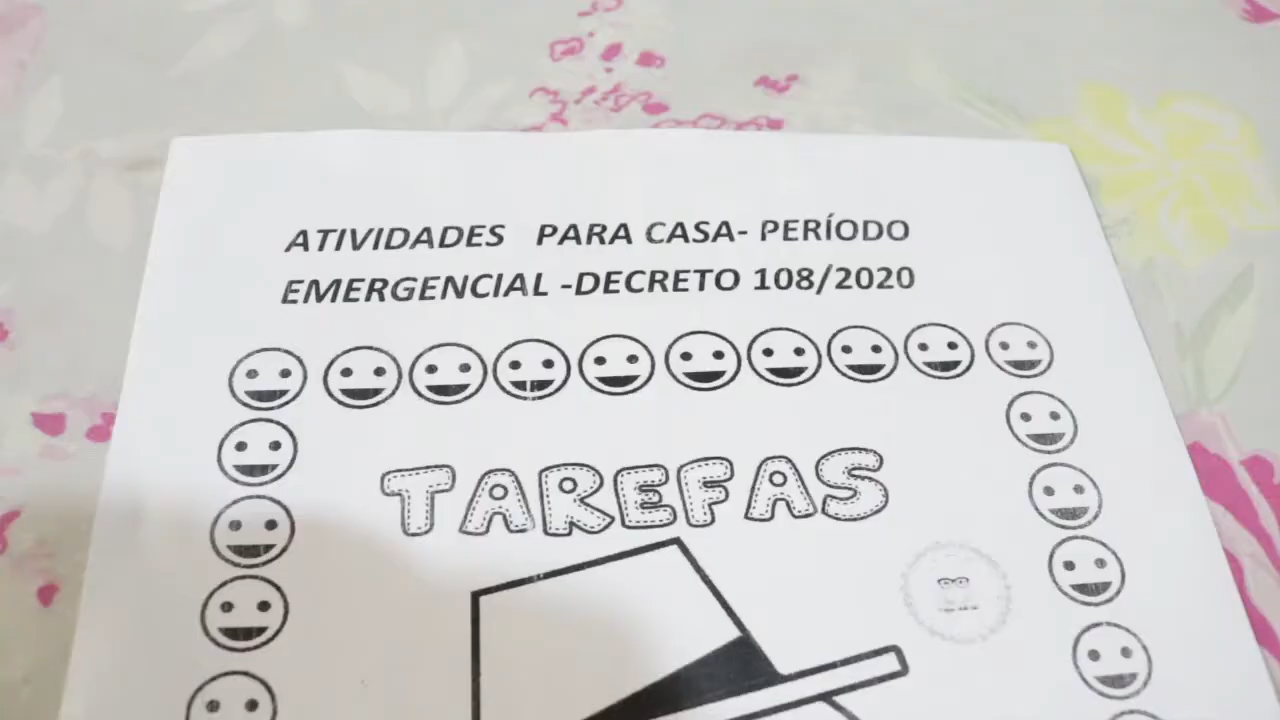 ATIVIDADES PARA CASA- PERÍODO
EMERGENCIAL -DECRETO 108/2020
TAREFAS